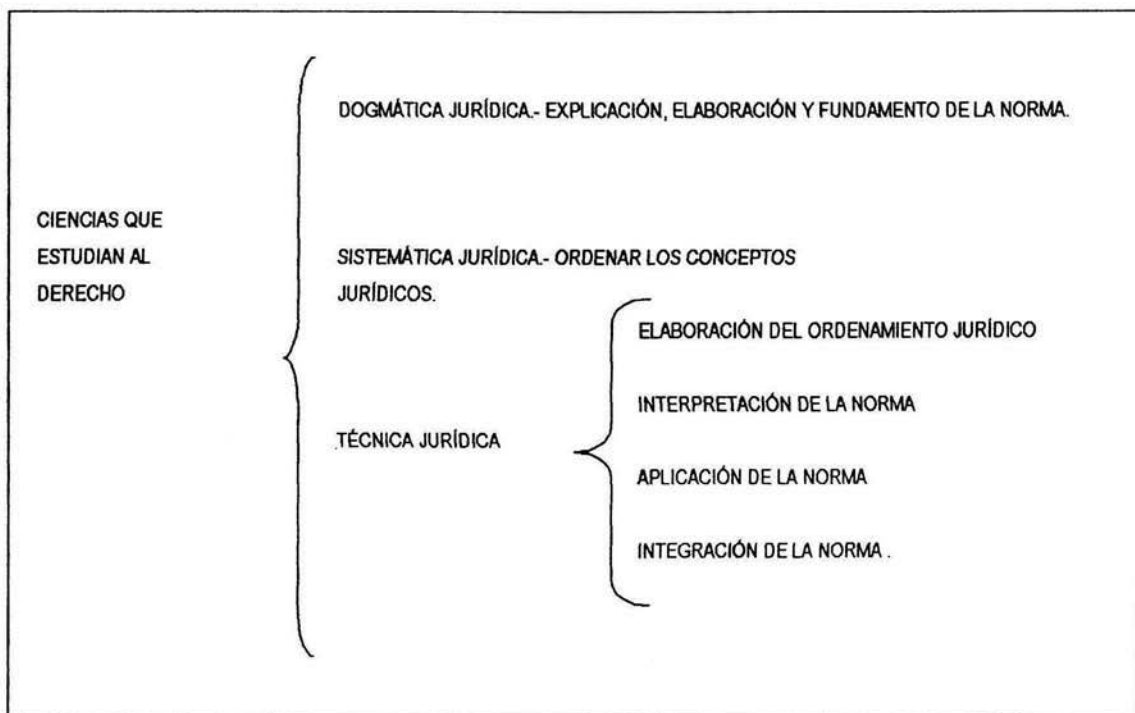 DOGMÁTICA JURÍDICA.- EXPLICACIÓN, ELABORACIÓN Y FUNDAMENTO DE LA NORMA.
CIENCIAS QUE
ESTUDIAN AL
DERECHO
SISTEMÁTICA JURÍDICA.- ORDENAR LOS CONCEPTOS
JURÍDICOS.
TÉCNICA JURÍDICA
ELABORACIÓN DEL ORDENAMIENTO JURÍDICO
INTERPRETACIÓN DE LA NORMA
APLICACIÓN DE LA NORMA
INTEGRACIÓN DE LA NORMA .